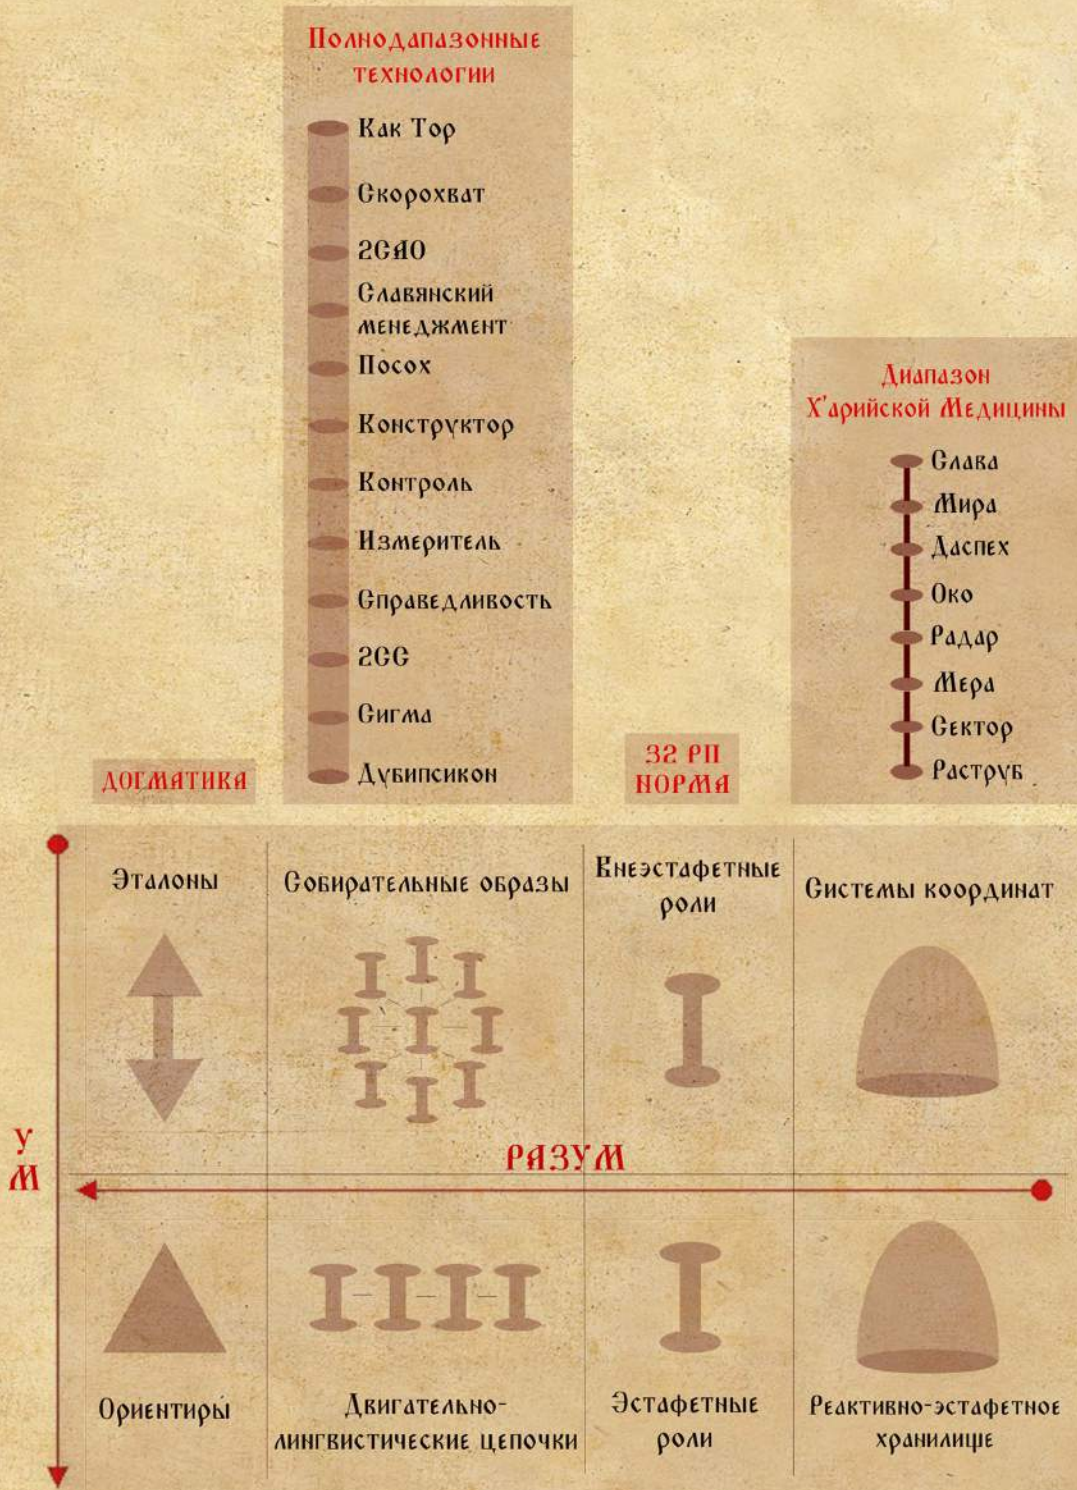 Полнодапазонные
технологии
Как Тор
Скорохват
2САО
Славянский
менеджмент
Посох
Конструктор
Контроль
Измеритель
Справедливость
2СС
Сигма
Дубипсикон
Диапазон
Х'арийской Медицины
Слава
Мира
Даспех
Око
Радар
Мера
Сектор
Раструб
ДОГМАТИКА
32 РП
НОРМА
Эталоны
Собирательные образы
Внеэстафетные
роли
Системы координат
У
М
РАЗУМ
Ориентиры
Двигательно-
лингвистические цепочки
Эстафетные
роли
Реактивно-эстафетное
хранилище